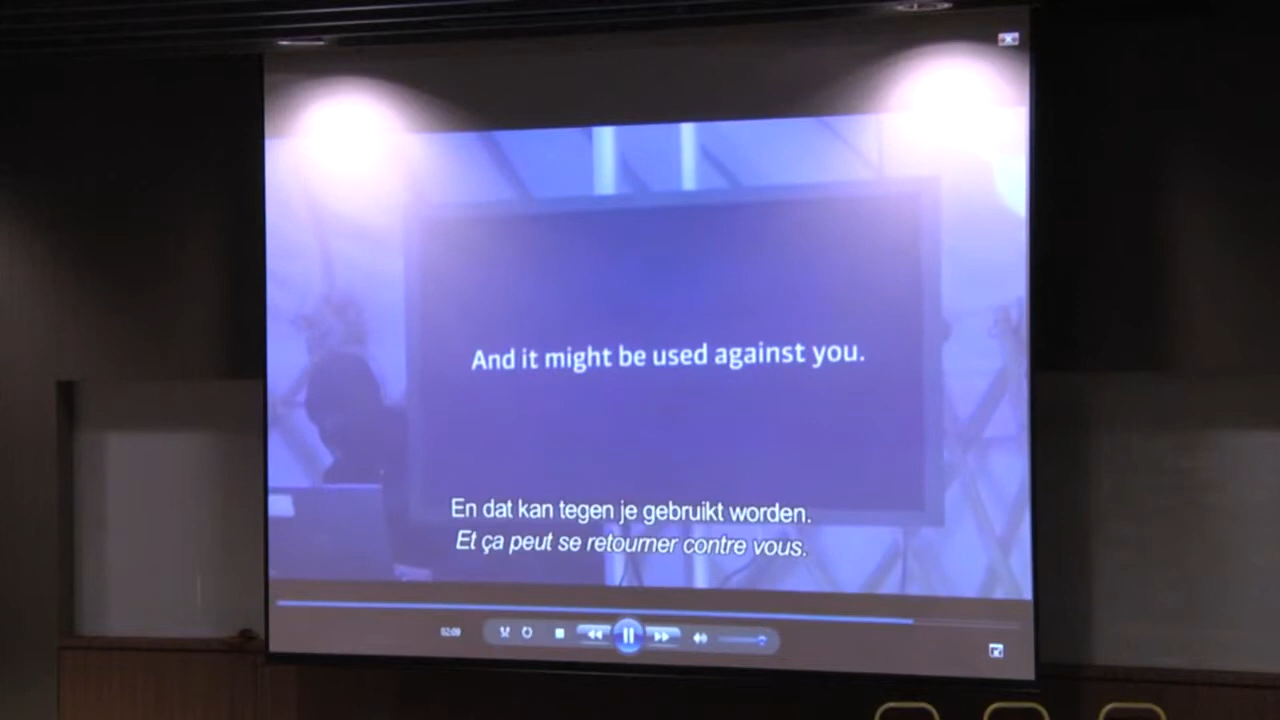 And it might be used against you.
En dat kan tegen je gebruikt worden.
Et ça peut se retourner contre vous.
02:09